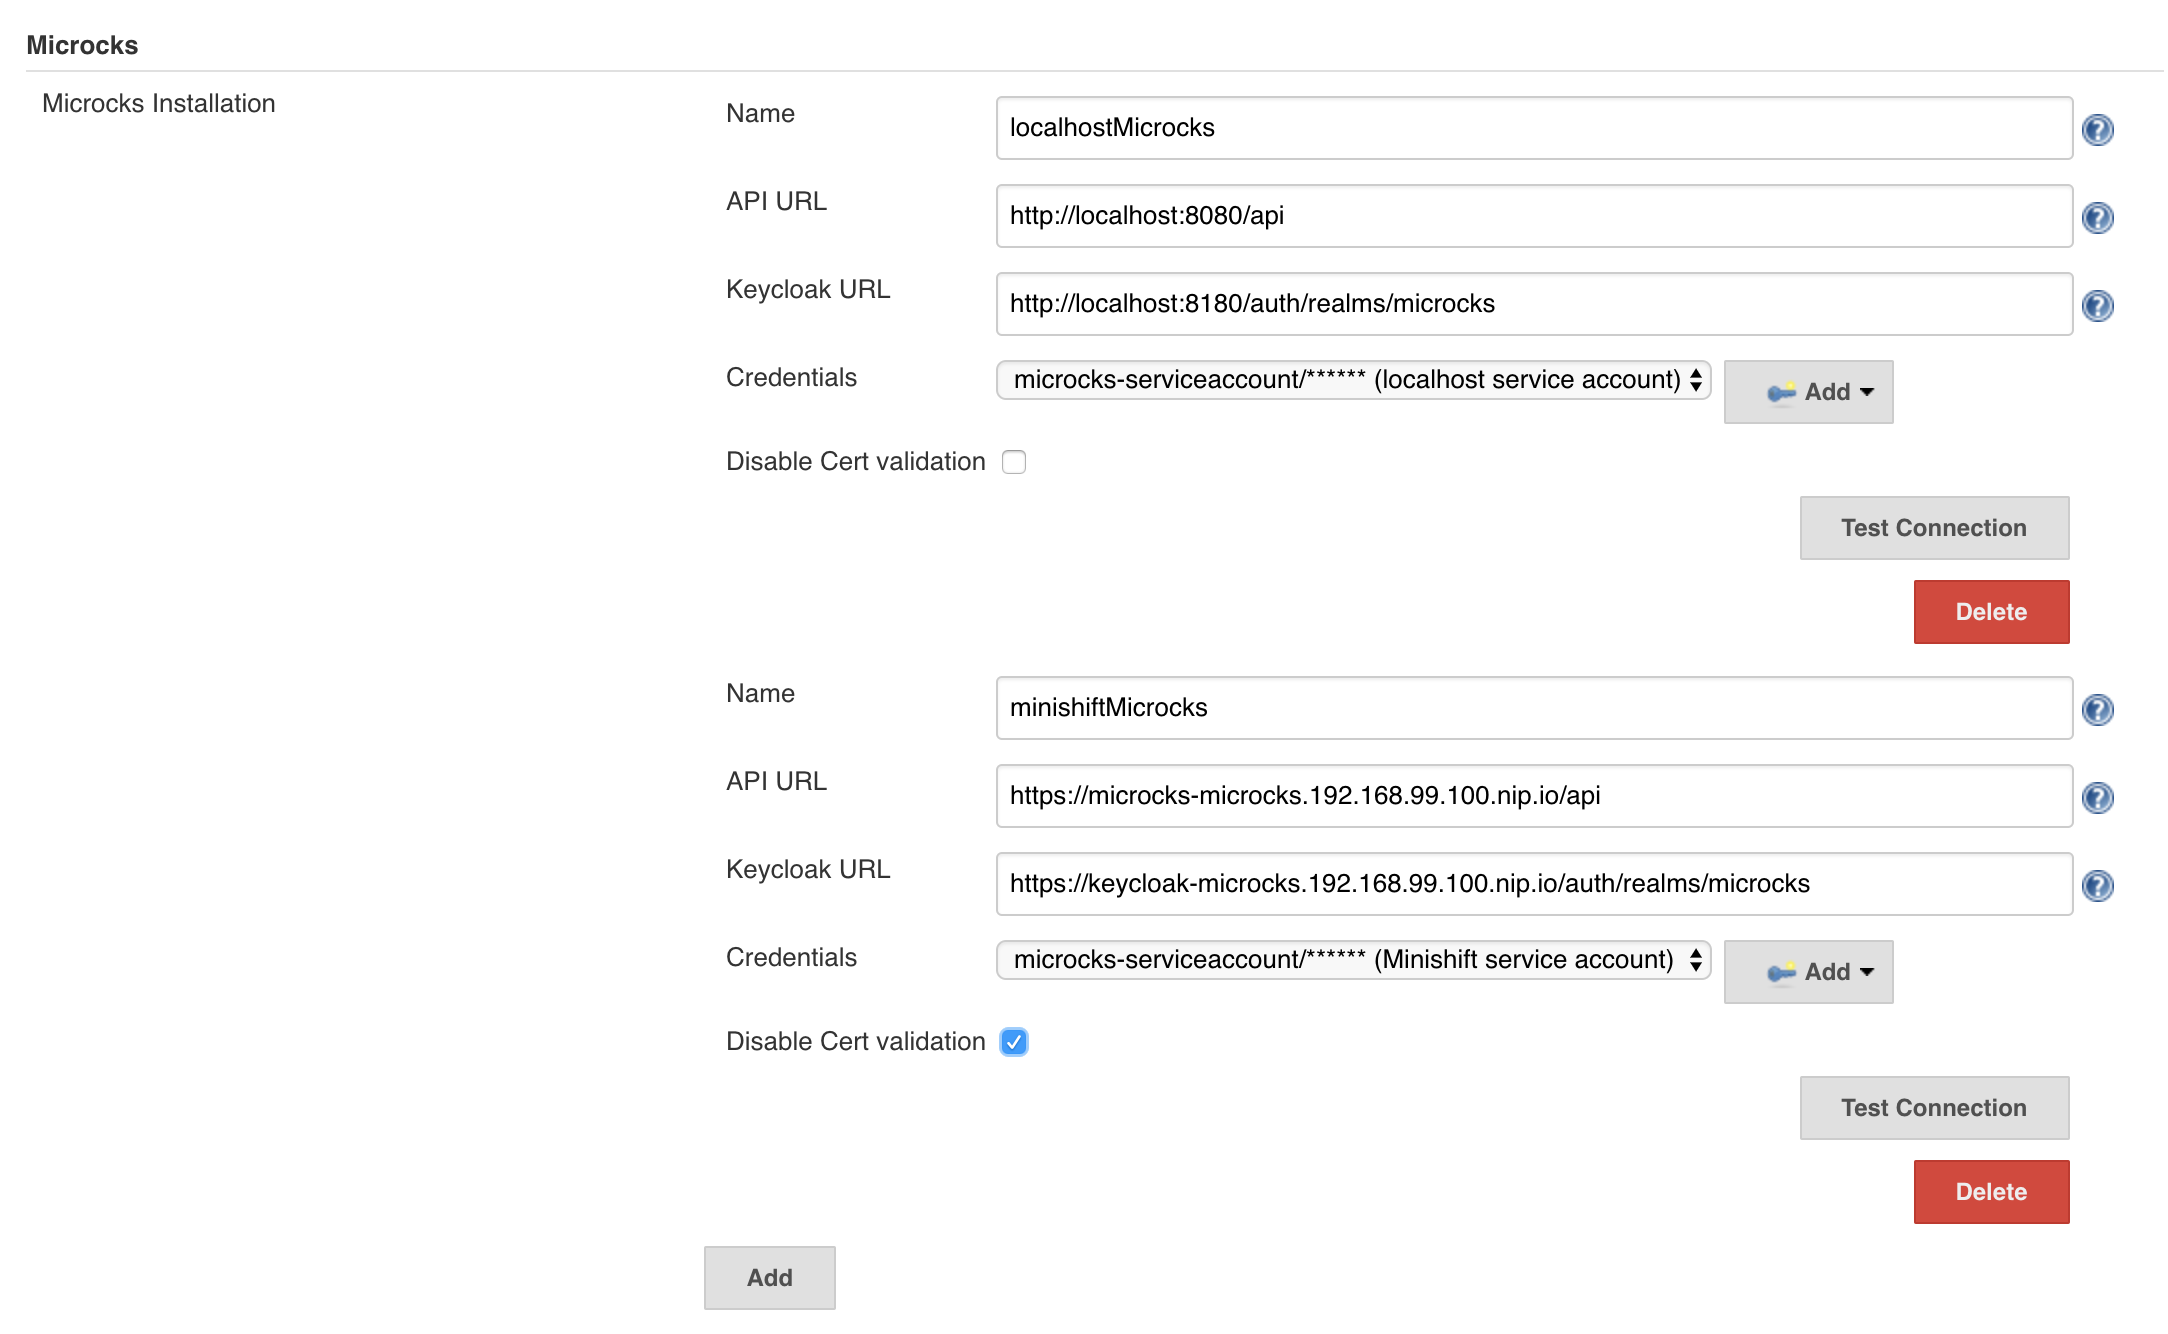 Microcks
Microcks Installation
Name
localhostMicrocks
API URL
http://localhost:8080/api
Keycloak URL
http://localhost:8180/auth/realms/microcks
Credentials
microcks-serviceaccount/****** (localhost service account)
Add
Disable Cert validation
Test Connection
Delete
Name
minishiftMicrocks
API URL
https://microcks-microcks.192.168.99.100.nip.io/api
Keycloak URL
https://keycloak-microcks.192.168.99.100.nip.io/auth/realms/microcks
Credentials
microcks-serviceaccount/****** (Minishift service account)
Add
Disable Cert validation
Test Connection
Delete
Add